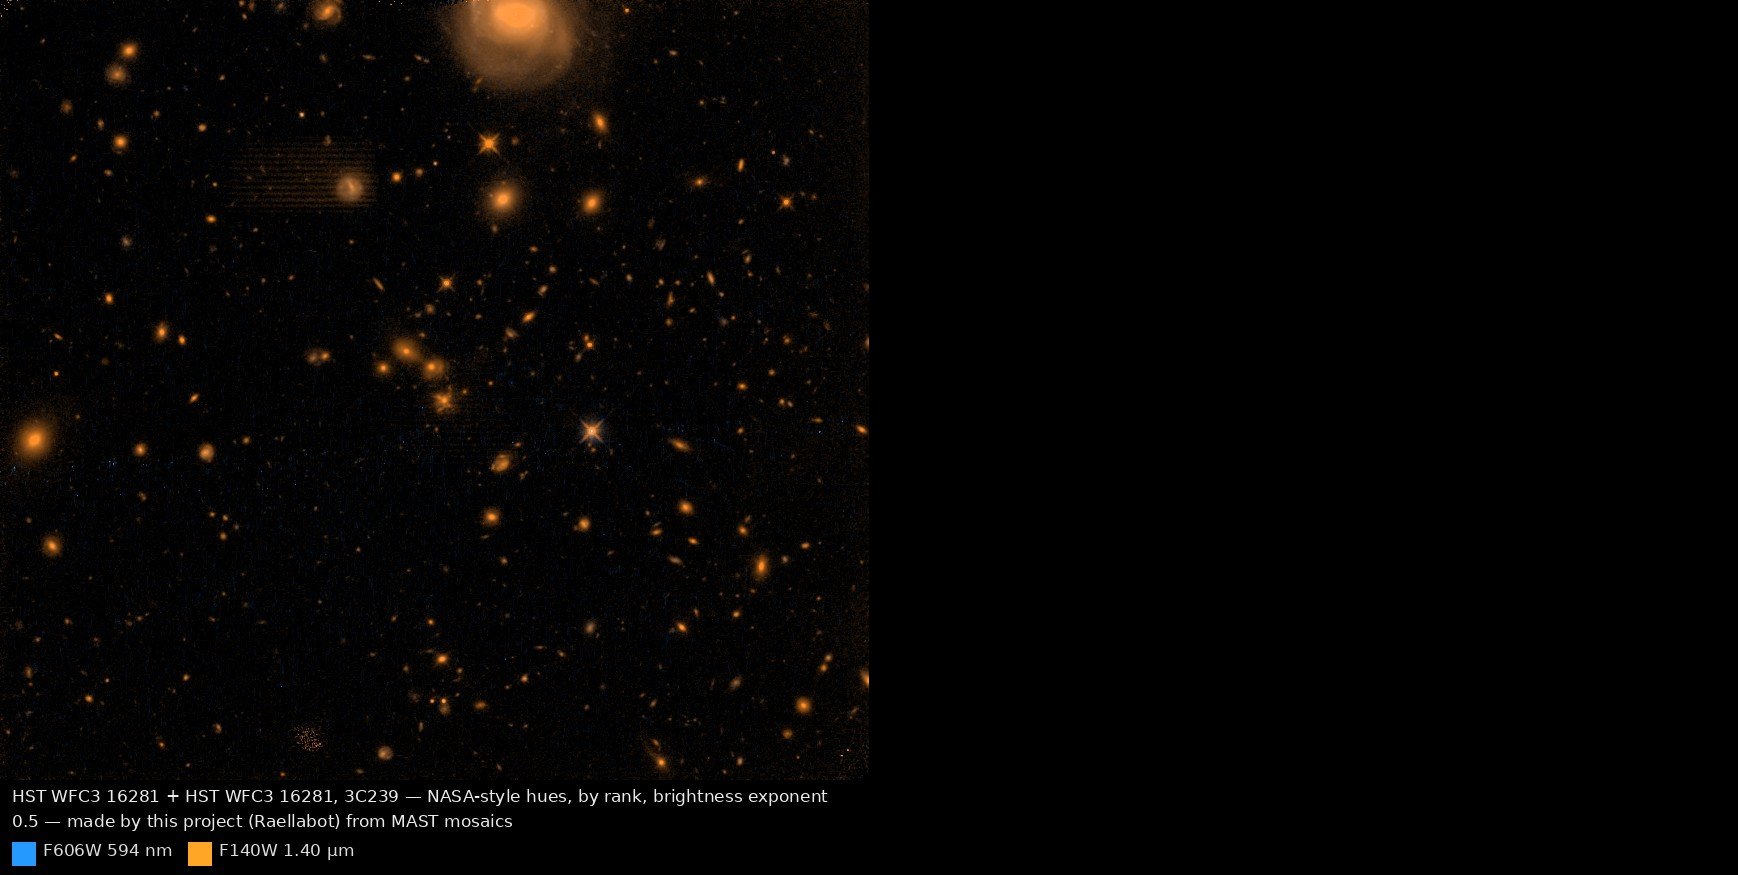 HST WFC3 16281 + HST WFC3 16281, 3C239 — NASA-style hues, by rank, brightness exponent
0.5 — made by this project (Raellabot) from MAST mosaics
F606W 594 nm F140W 1.40 µm